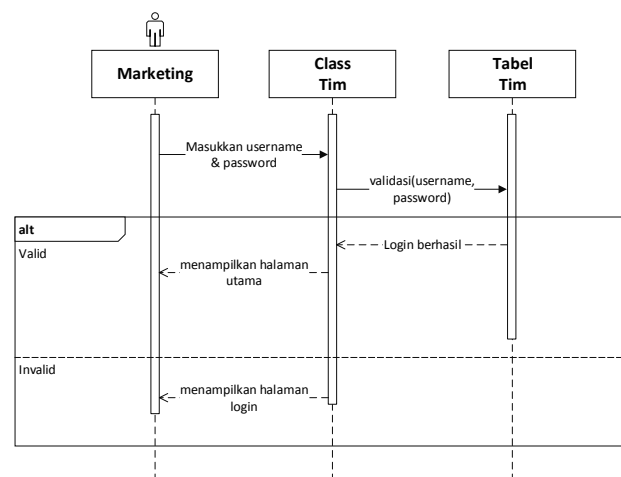 Marketing
Class
Tim
Tabel
Tim
Masukkan username
& password
validasi(username,
password)
alt
Valid
Login berhasil
menampilkan halaman
utama
Invalid
menampilkan halaman
login